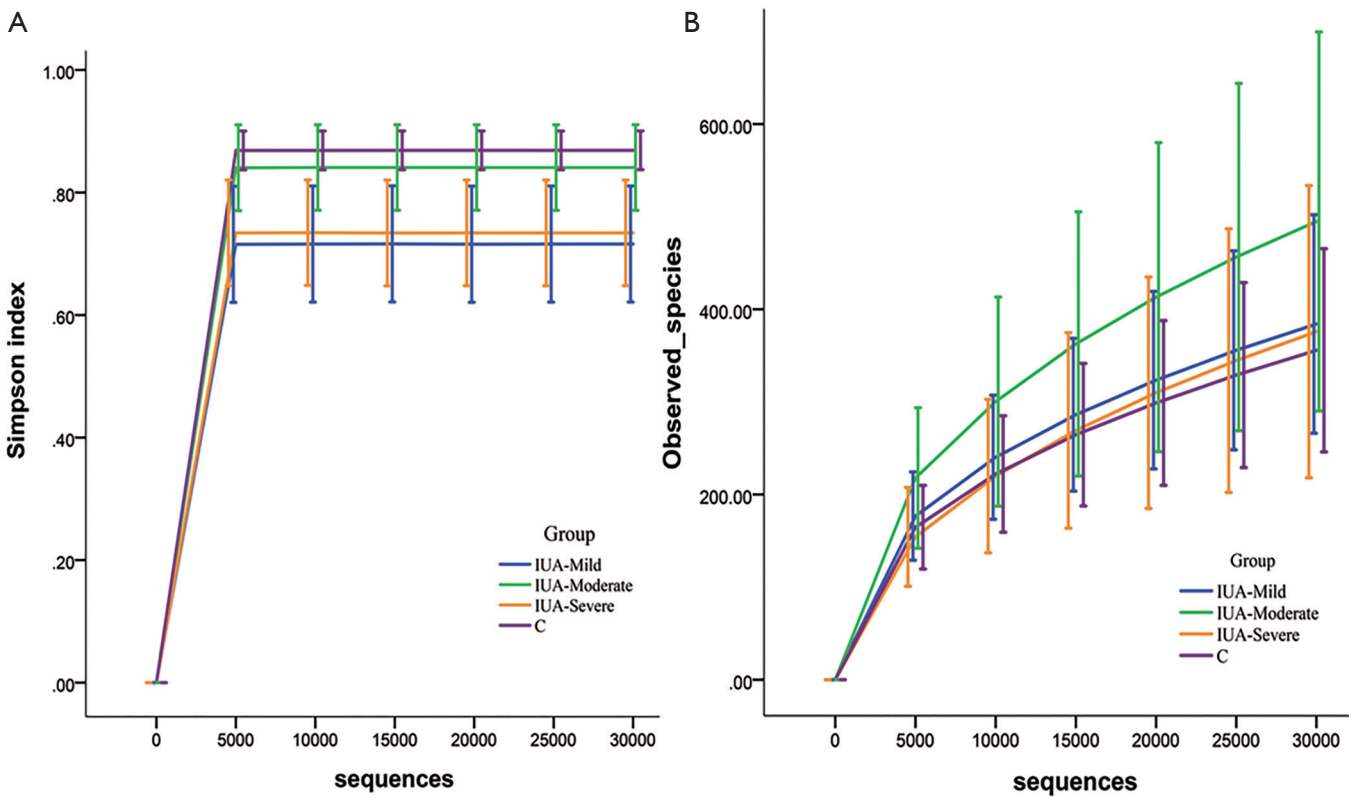 A
Simpson index
1.00
.80
.60
.40
.20
.00
0 5000 10000 15000 20000 25000 30000
sequences
Group
IUA-Mild
IUA-Moderate
IUA-Severe
C
B
Observed_species
600.00
400.00
200.00
.00
0 5000 10000 15000 20000 25000 30000
sequences
Group
IUA-Mild
IUA-Moderate
IUA-Severe
C